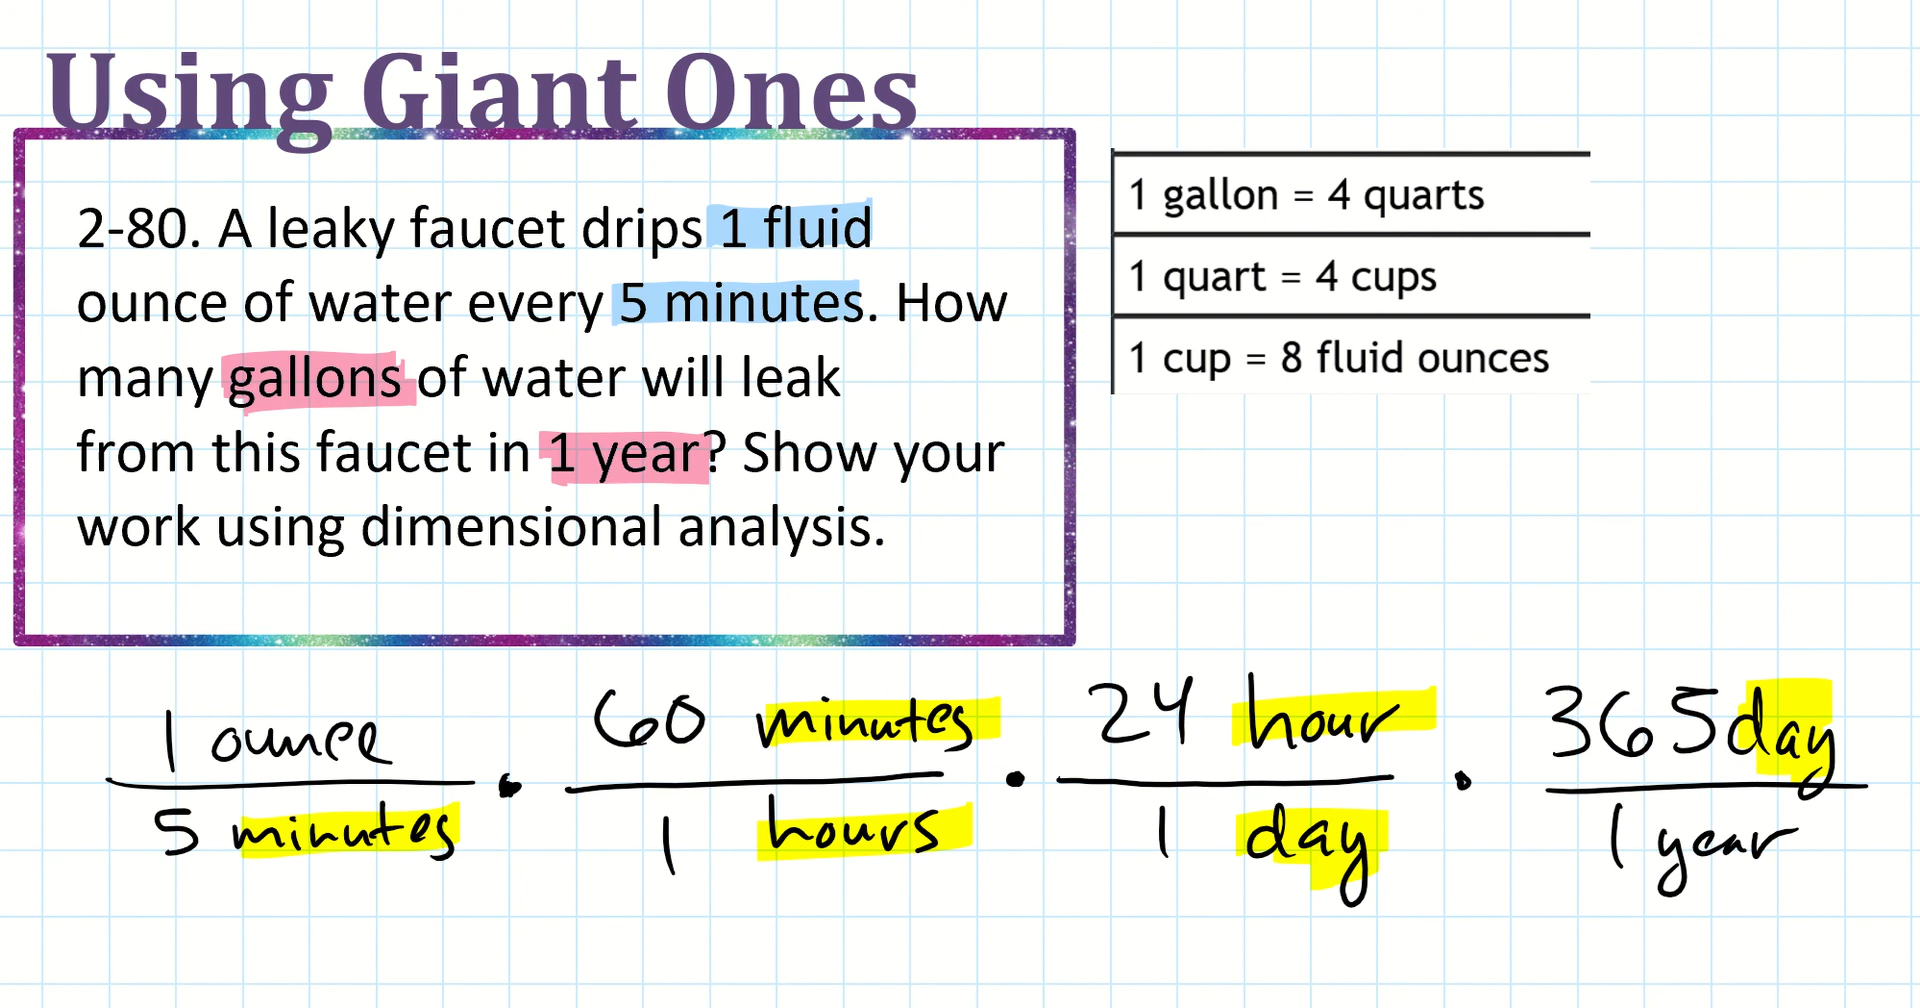 Using Giant Ones
2-80. A leaky faucet drips 1 fluid
ounce of water every 5 minutes. How
many gallons of water will leak
from this faucet in 1 year? Show your
work using dimensional analysis.
1 gallon = 4 quarts
1 quart = 4 cups
1 cup = 8 fluid ounces
1 ounce · 60 minutes · 24 hour · 365 day
5 minutes 1 hours 1 day 1 year